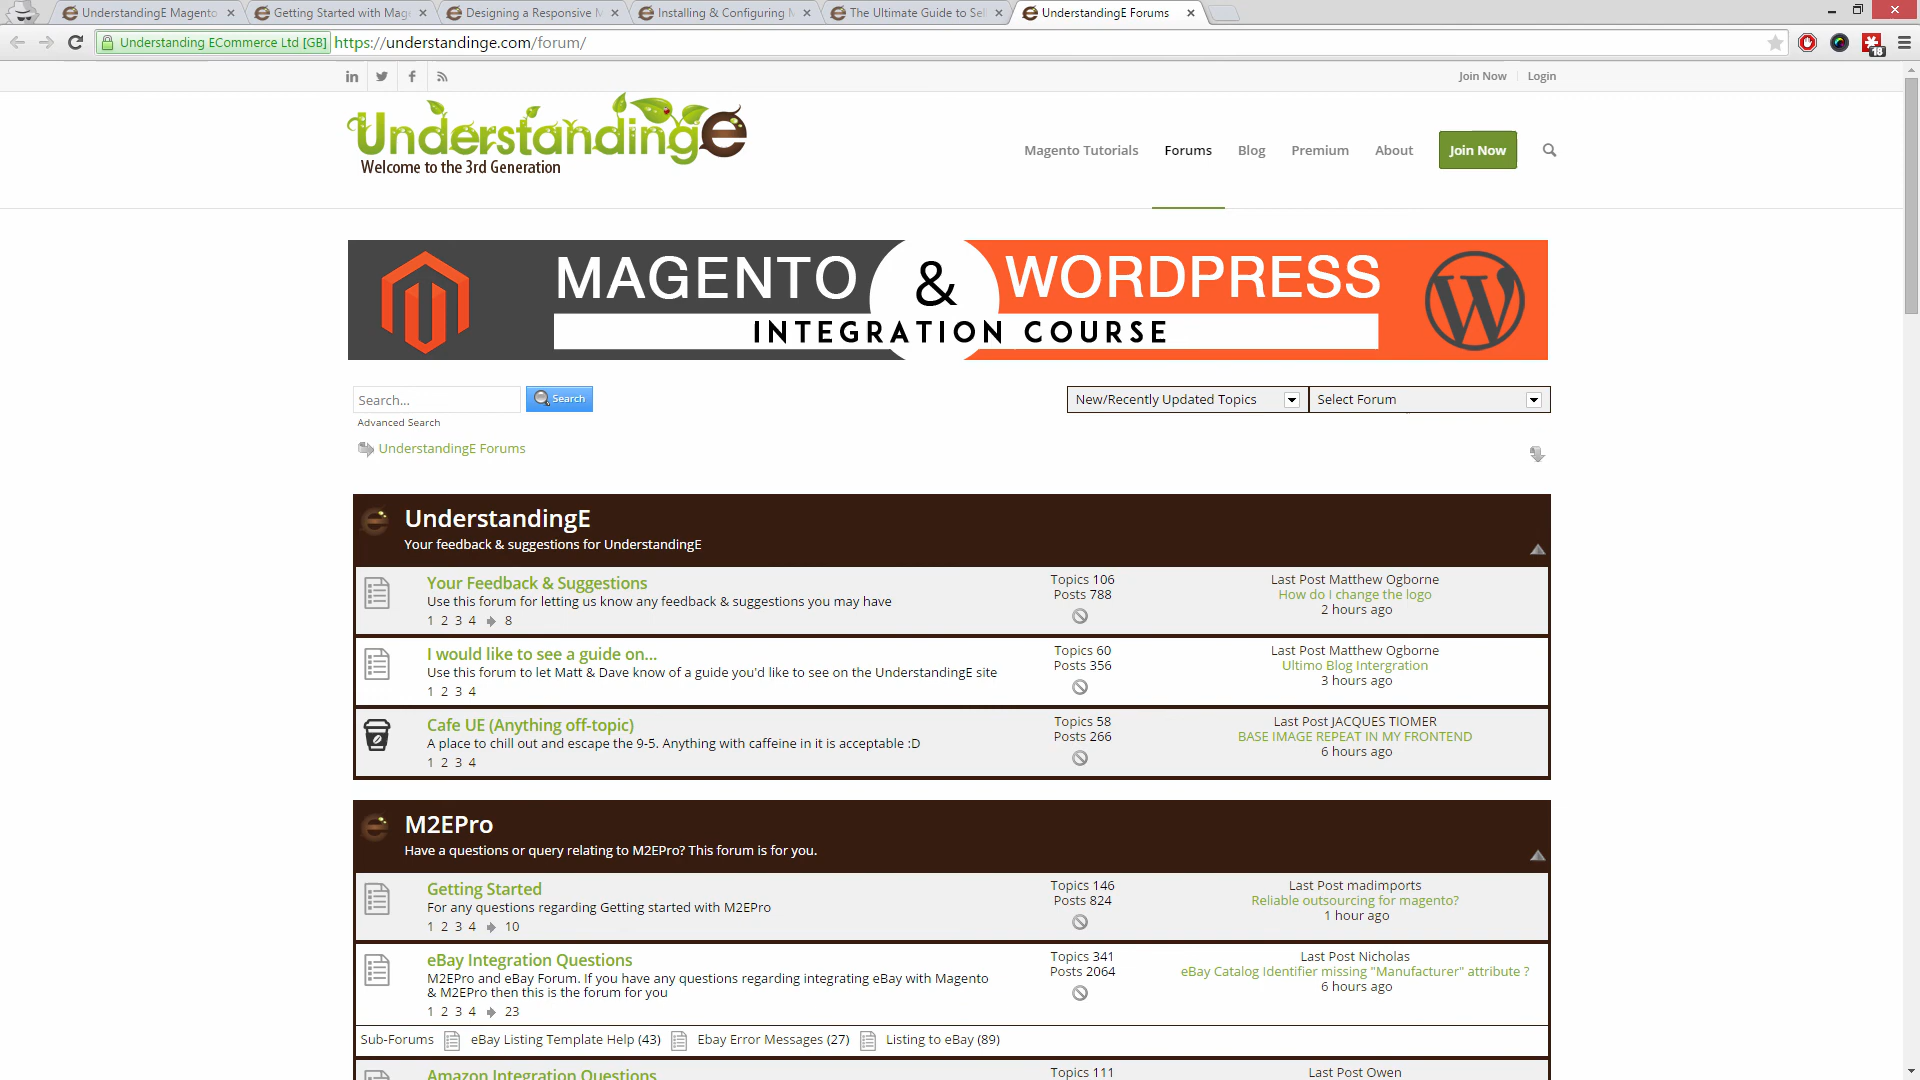 UnderstandingE Magento
Getting Started with Mag
Designing a Responsive M
Installing & Configuring M
The Ultimate Guide to Sel
UnderstandingE Forums
Understanding ECommerce Ltd [GB]
https://understandinge.com/forum/
18
Join Now
Login
UnderstandingE
Welcome to the 3rd Generation
Magento Tutorials
Forums
Blog
Premium
About
Join Now
MAGENTO & WORDPRESS
INTEGRATION COURSE
Search...
Search
New/Recently Updated Topics
Select Forum
Advanced Search
UnderstandingE Forums
UnderstandingE
Your feedback & suggestions for UnderstandingE
Your Feedback & Suggestions
Use this forum for letting us know any feedback & suggestions you may have
1 2 3 4 8
Topics 106
Posts 788
Last Post Matthew Ogborne
How do I change the logo
2 hours ago
I would like to see a guide on...
Use this forum to let Matt & Dave know of a guide you'd like to see on the UnderstandingE site
1 2 3 4
Topics 60
Posts 356
Last Post Matthew Ogborne
Ultimo Blog Intergration
3 hours ago
Cafe UE (Anything off-topic)
A place to chill out and escape the 9-5. Anything with caffeine in it is acceptable :D
1 2 3 4
Topics 58
Posts 266
Last Post JACQUES TIOMER
BASE IMAGE REPEAT IN MY FRONTEND
6 hours ago
M2EPro
Have a questions or query relating to M2EPro? This forum is for you.
Getting Started
For any questions regarding Getting started with M2EPro
1 2 3 4 10
Topics 146
Posts 824
Last Post madimports
Reliable outsourcing for magento?
1 hour ago
eBay Integration Questions
M2EPro and eBay Forum. If you have any questions regarding integrating eBay with Magento
& M2EPro then this is the forum for you
1 2 3 4 23
Topics 341
Posts 2064
Last Post Nicholas
eBay Catalog Identifier missing "Manufacturer" attribute ?
6 hours ago
Sub-Forums
eBay Listing Template Help (43)
Ebay Error Messages (27)
Listing to eBay (89)
Amazon Integration Questions
Topics 111
Last Post Owen